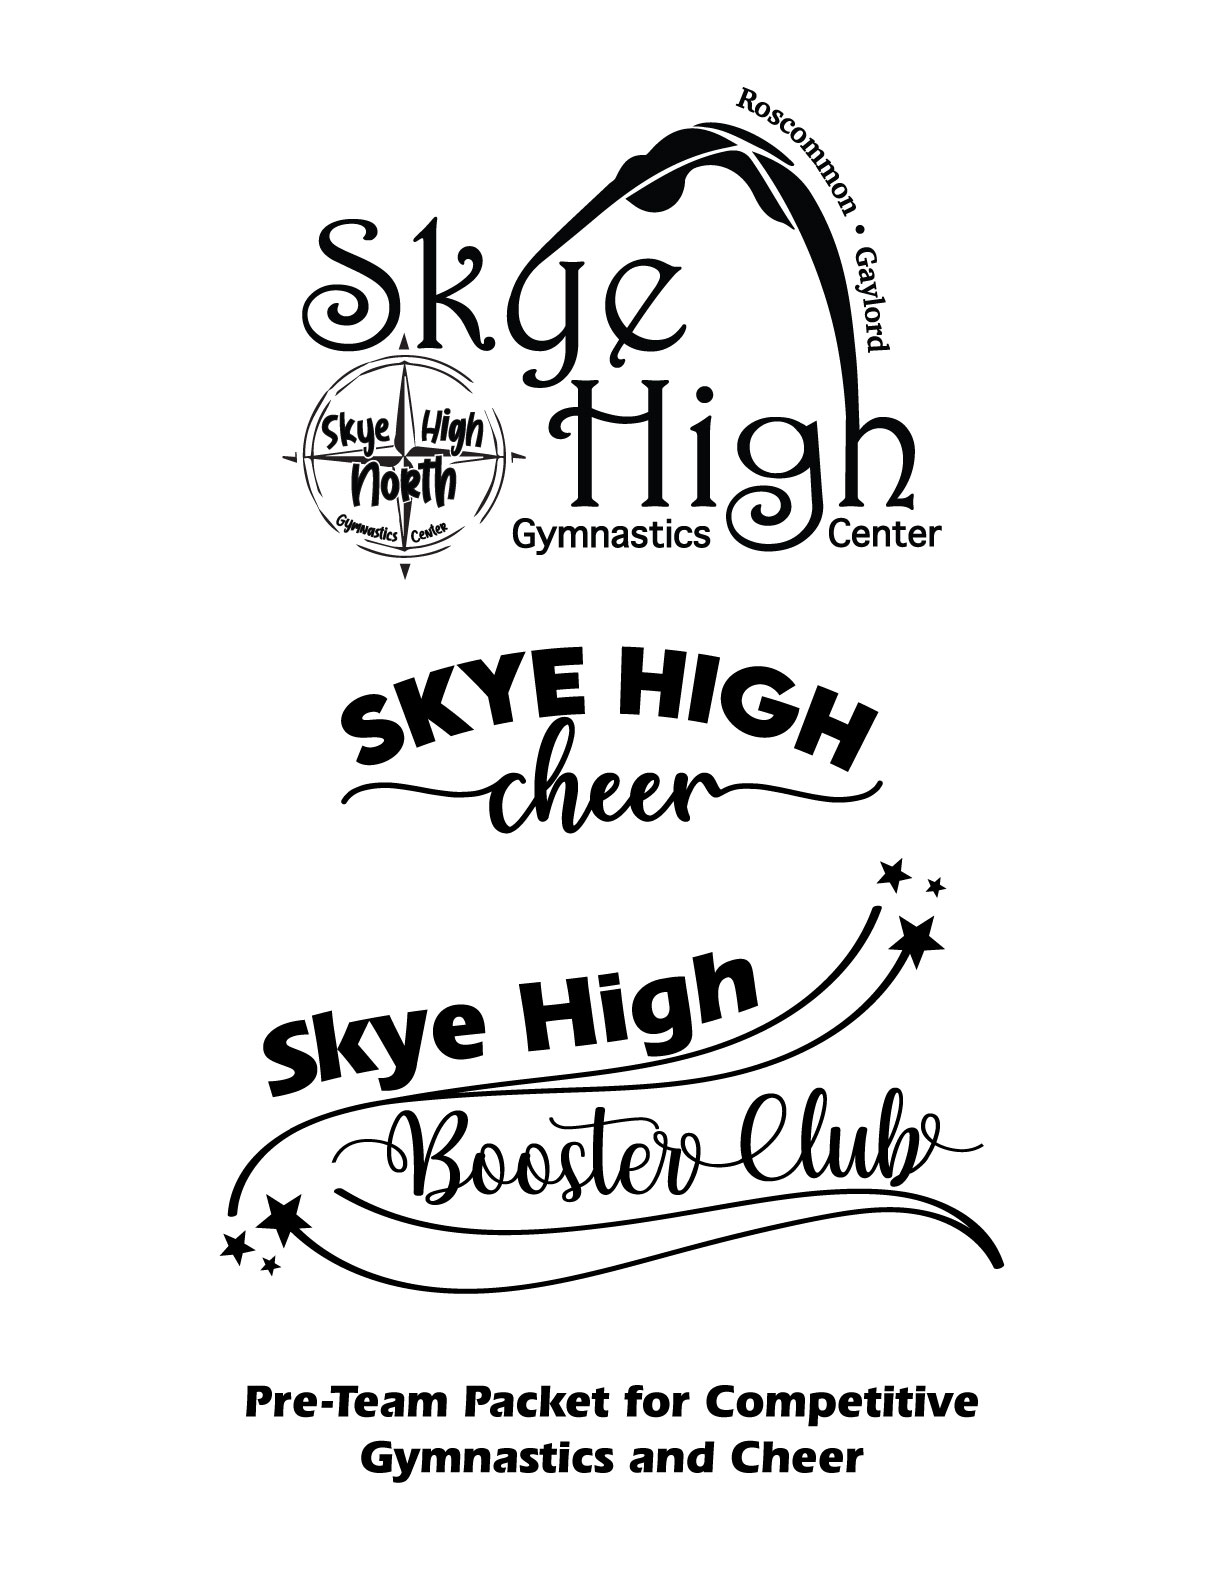 Roscommon • Gaylord
Skye
High
Gymnastics Center
Skye High
North
Gymnastics Center
SKYE HIGH
cheer
Skye High
Booster Club
Pre-Team Packet for Competitive
Gymnastics and Cheer